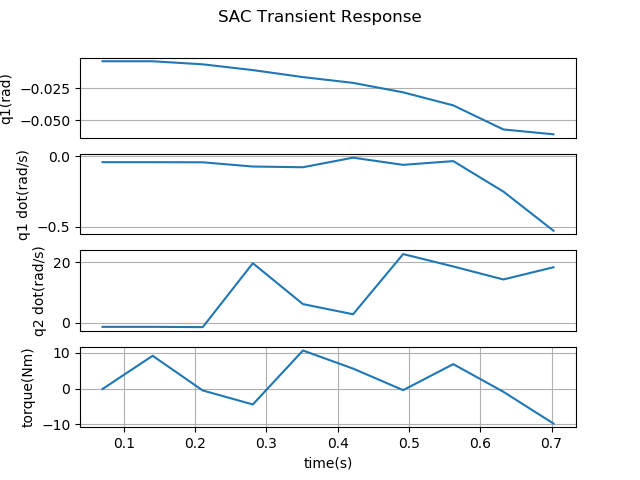 SAC Transient Response
q1(rad)
−0.025
−0.050
q1 dot(rad/s)
0.0
−0.5
q2 dot(rad/s)
20
0
torque(Nm)
10
0
−10
0.1 0.2 0.3 0.4 0.5 0.6 0.7
time(s)